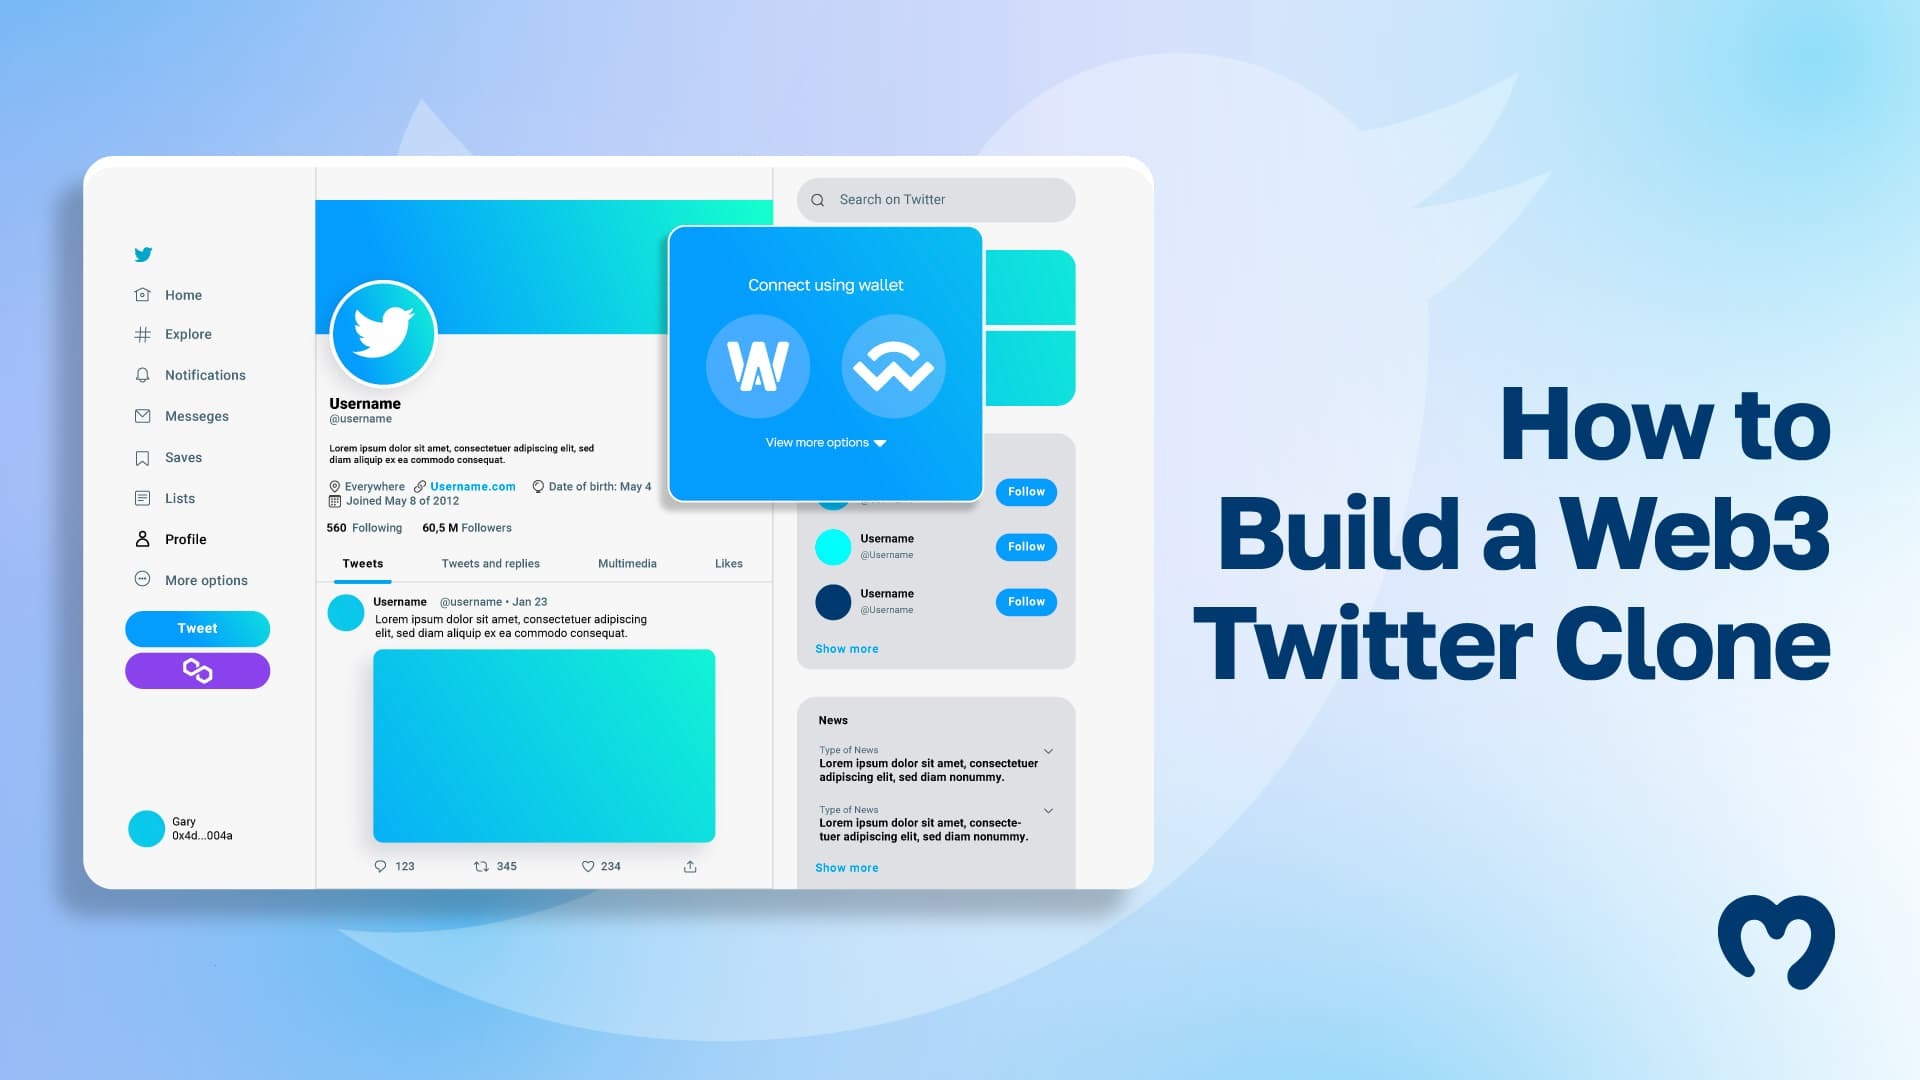 Home
Explore
Notifications
Messeges
Saves
Lists
Profile
More options
Tweet
Gary
0x4d...004a
Username
@username
Lorem ipsum dolor sit amet, consectetuer adipiscing elit, sed
diam aliquip ex ea commodo consequat.
Everywhere Username.com Date of birth: May 4
Joined May 8 of 2012
560 Following 60,5 M Followers
Tweets Tweets and replies Multimedia Likes
Username @username • Jan 23
Lorem ipsum dolor sit amet, consectetuer adipiscing
elit, sed diam aliquip ex ea commodo consequat.
123 345 234
Search on Twitter
Connect using wallet
View more options
Follow
Username
@Username
Follow
Username
@Username
Follow
Show more
News
Type of News
Lorem ipsum dolor sit amet, consectetuer
adipiscing elit, sed diam nonummy.
Type of News
Lorem ipsum dolor sit amet, consecte-
tuer adipiscing elit, sed diam nonummy.
Show more
How to
Build a Web3
Twitter Clone